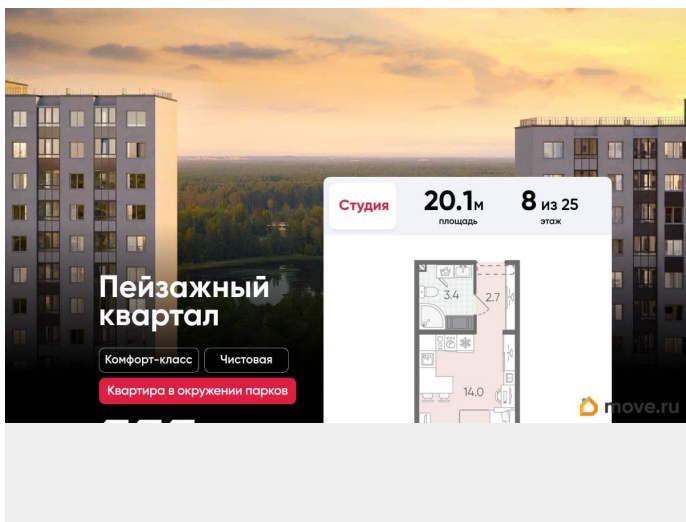 Студия
20.1м
площадь
8 из 25
этаж
3.4
2.7
14.0
Пейзажный
квартал
Комфорт-класс
Чистовая
Квартира в окружении парков
move.ru